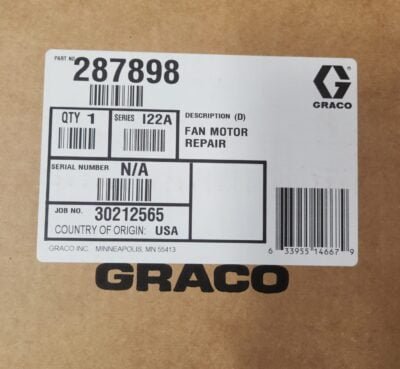 PART NO.
287898
GRACO
QTY 1
SERIES I22A
DESCRIPTION (D)
FAN MOTOR
REPAIR
SERIAL NUMBER N/A
JOB NO. 30212565
COUNTRY OF ORIGIN: USA
GRACO INC. MINNEAPOLIS, MN 55413
6 33955 14667 9
GRACO